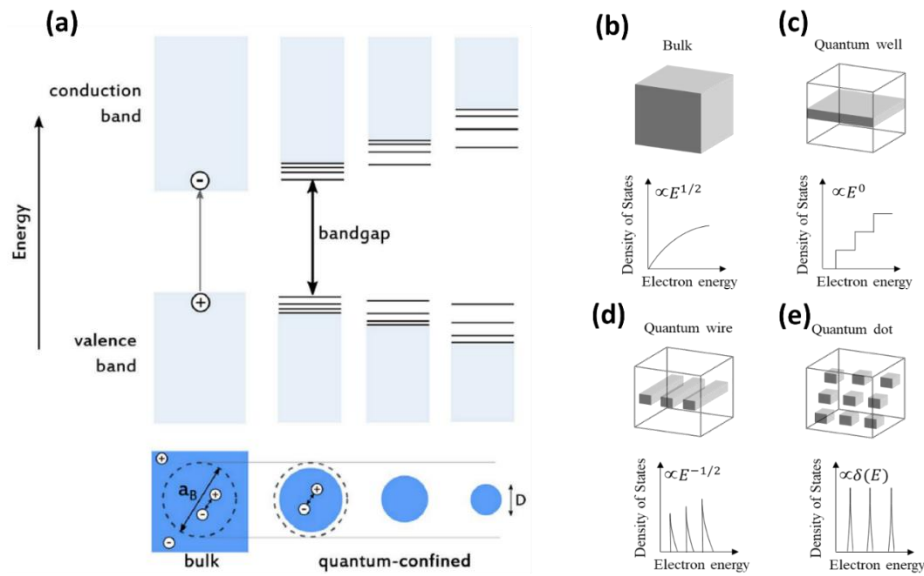 (a)
conduction
band
Energy
bandgap
valence
band
-
+
+
-
a_B
+
-
+
-
D
bulk
quantum-confined
(b)
Bulk
∝E^{1/2}
Density of States
Electron energy
(c)
Quantum well
∝E^0
Density of States
Electron energy
(d)
Quantum wire
∝E^{-1/2}
Density of States
Electron energy
(e)
Quantum dot
∝δ(E)
Density of States
Electron energy